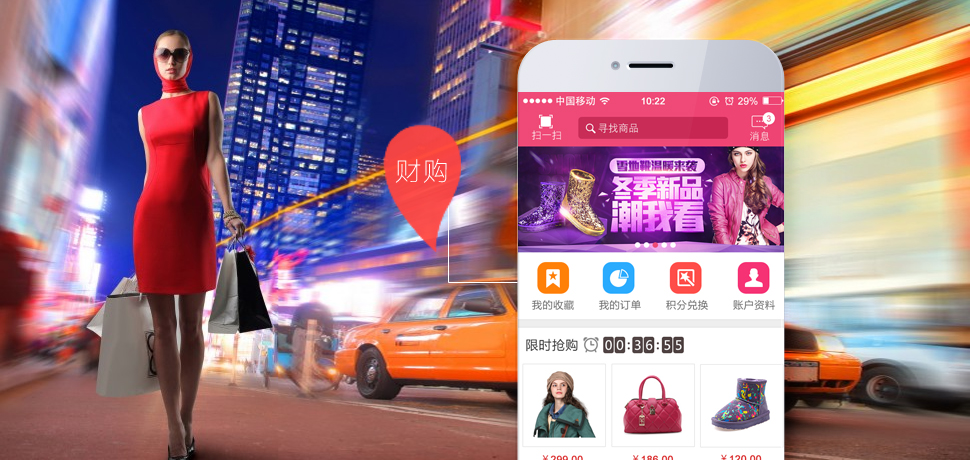 财购
中国移动
10:22
29%
扫一扫
寻找商品
3
消息
雪地靴温暖来袭
冬季新品
潮我看
我的收藏
我的订单
积分兑换
账户资料
限时抢购
00:36:55
￥299.00
￥186.00
￥120.00